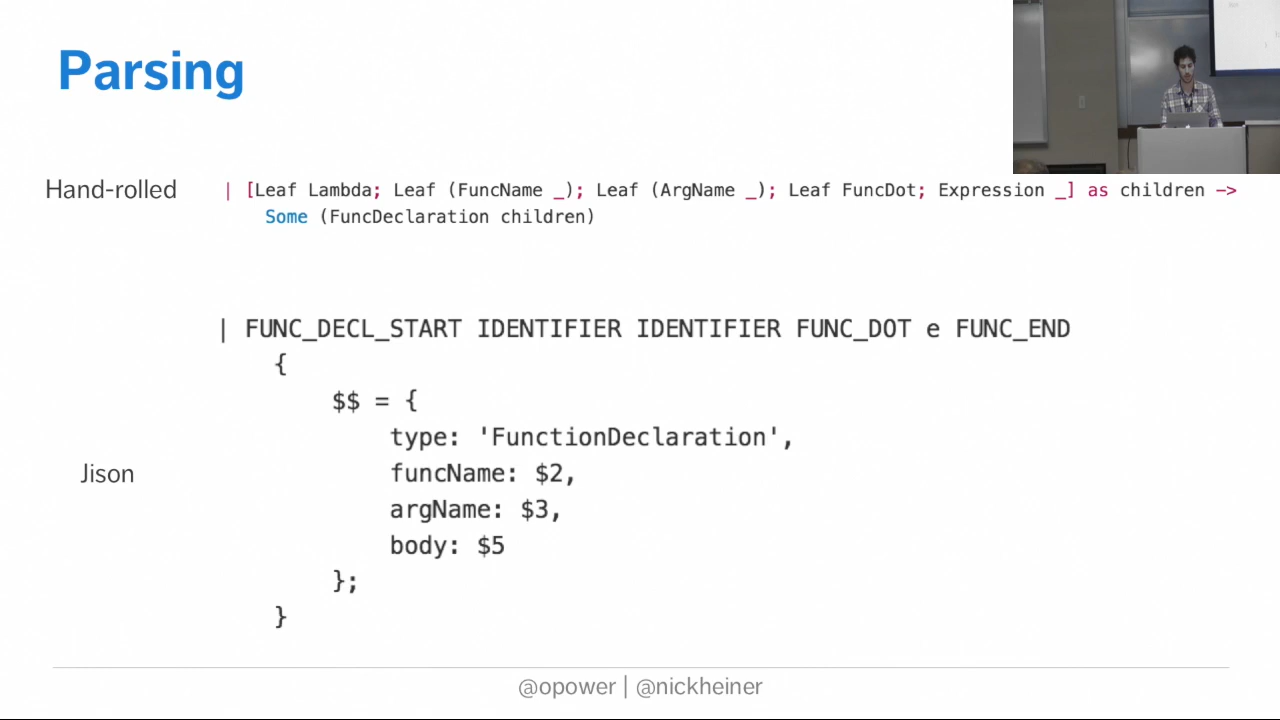 Parsing
Hand-rolled
| [Leaf Lambda; Leaf (FuncName _); Leaf (ArgName _); Leaf FuncDot; Expression _] as children ->
Some (FuncDeclaration children)
| FUNC_DECL_START IDENTIFIER IDENTIFIER FUNC_DOT e FUNC_END
{
$$ = {
type: 'FunctionDeclaration',
funcName: $2,
Jison
argName: $3,
body: $5
};
}
@opower | @nickheiner